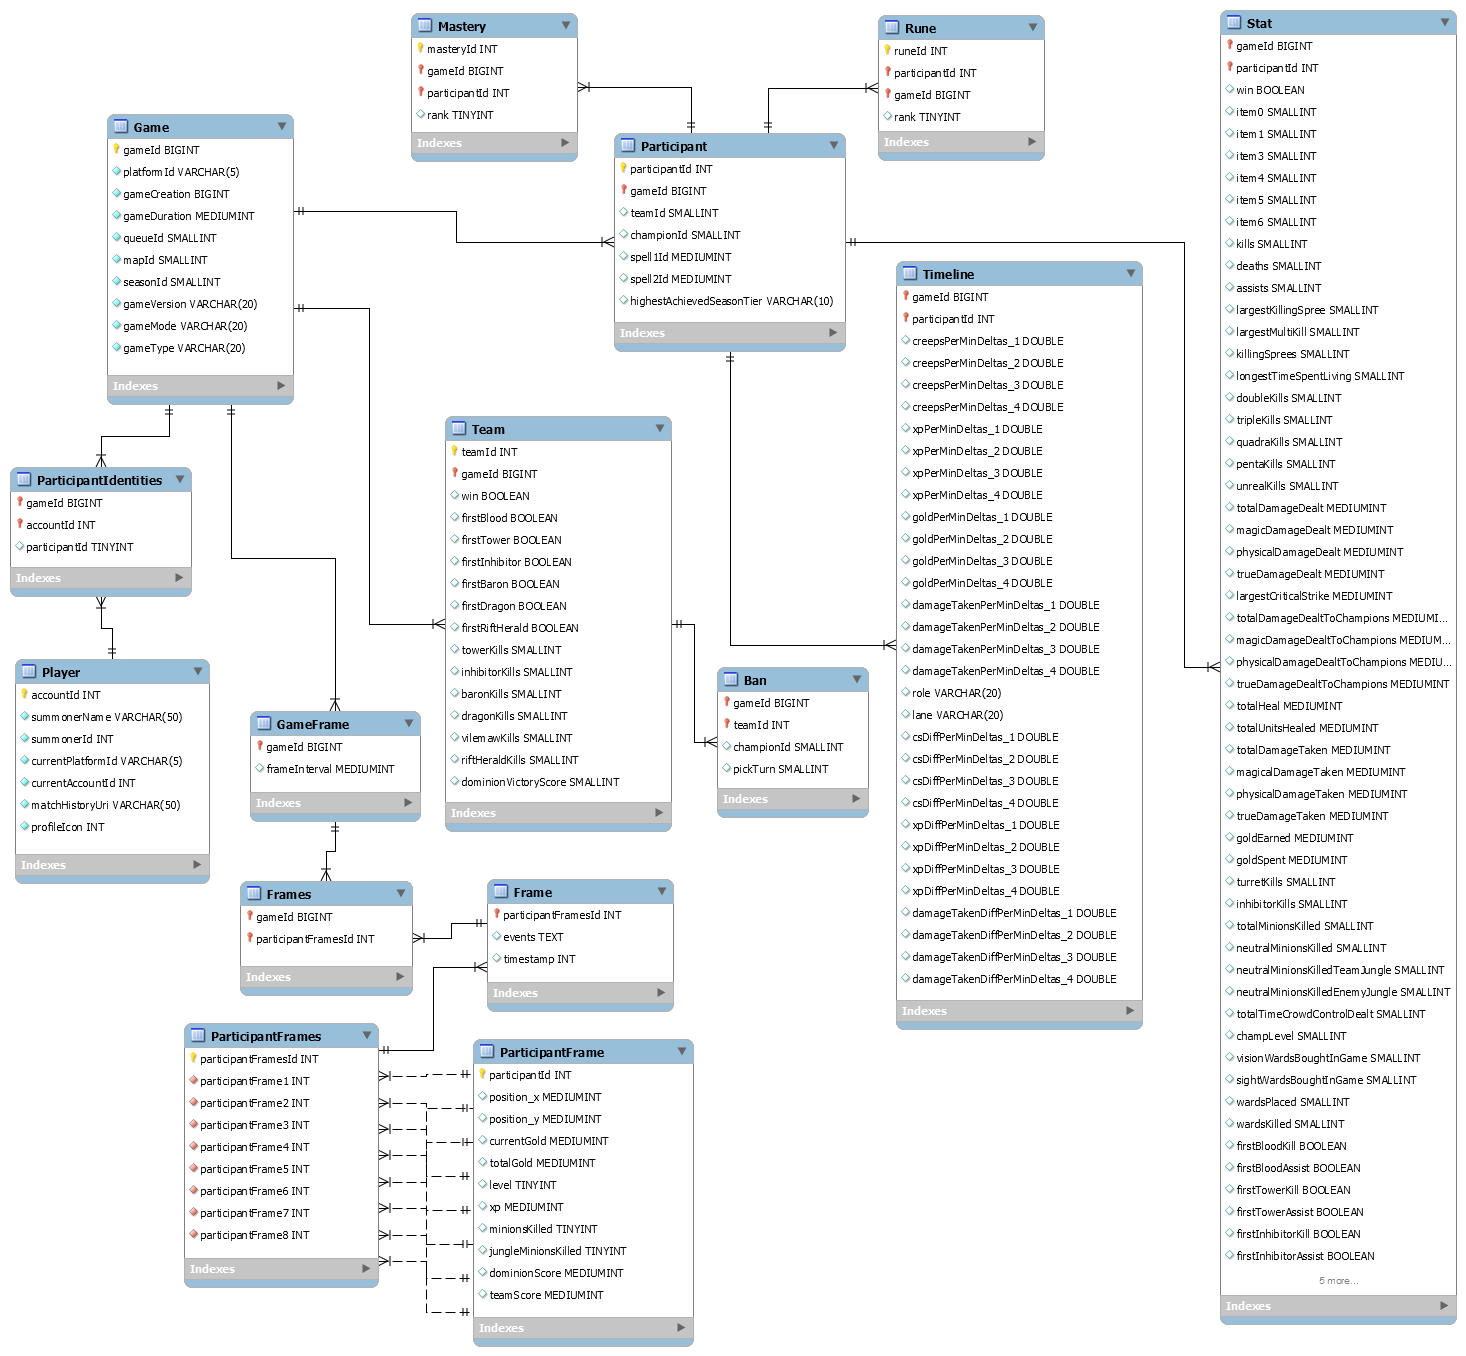 Mastery
masteryId INT
gameId BIGINT
participantId INT
rank TINYINT
Indexes
Rune
runeId INT
participantId INT
gameId BIGINT
rank TINYINT
Indexes
Stat
gameId BIGINT
participantId INT
win BOOLEAN
item0 SMALLINT
item1 SMALLINT
item3 SMALLINT
item4 SMALLINT
item5 SMALLINT
item6 SMALLINT
kills SMALLINT
deaths SMALLINT
assists SMALLINT
largestKillingSpree SMALLINT
largestMultiKill SMALLINT
killingSprees SMALLINT
longestTimeSpentLiving SMALLINT
doubleKills SMALLINT
tripleKills SMALLINT
quadraKills SMALLINT
pentaKills SMALLINT
unrealKills SMALLINT
totalDamageDealt MEDIUMINT
magicDamageDealt MEDIUMINT
physicalDamageDealt MEDIUMINT
trueDamageDealt MEDIUMINT
largestCriticalStrike MEDIUMINT
totalDamageDealtToChampions MEDIUMI...
magicDamageDealtToChampions MEDIUM...
physicalDamageDealtToChampions MEDIU...
trueDamageDealtToChampions MEDIUMINT
totalHeal MEDIUMINT
totalUnitsHealed MEDIUMINT
totalDamageTaken MEDIUMINT
magicalDamageTaken MEDIUMINT
physicalDamageTaken MEDIUMINT
trueDamageTaken MEDIUMINT
goldEarned MEDIUMINT
goldSpent MEDIUMINT
turretKills SMALLINT
inhibitorKills SMALLINT
totalMinionsKilled SMALLINT
neutralMinionsKilled SMALLINT
neutralMinionsKilledTeamJungle SMALLINT
neutralMinionsKilledEnemyJungle SMALLINT
totalTimeCrowdControlDealt SMALLINT
champLevel SMALLINT
visionWardsBoughtInGame SMALLINT
sightWardsBoughtInGame SMALLINT
wardsPlaced SMALLINT
wardsKilled SMALLINT
firstBloodKill BOOLEAN
firstBloodAssist BOOLEAN
firstTowerKill BOOLEAN
firstTowerAssist BOOLEAN
firstInhibitorKill BOOLEAN
firstInhibitorAssist BOOLEAN
5 more...
Indexes
Game
gameId BIGINT
platformId VARCHAR(5)
gameCreation BIGINT
gameDuration MEDIUMINT
queueId SMALLINT
mapId SMALLINT
seasonId SMALLINT
gameVersion VARCHAR(20)
gameMode VARCHAR(20)
gameType VARCHAR(20)
Indexes
Participant
participantId INT
gameId BIGINT
teamId SMALLINT
championId SMALLINT
spell1Id MEDIUMINT
spell2Id MEDIUMINT
highestAchievedSeasonTier VARCHAR(10)
Indexes
Timeline
gameId BIGINT
participantId INT
creepsPerMinDeltas_1 DOUBLE
creepsPerMinDeltas_2 DOUBLE
creepsPerMinDeltas_3 DOUBLE
creepsPerMinDeltas_4 DOUBLE
xpPerMinDeltas_1 DOUBLE
xpPerMinDeltas_2 DOUBLE
xpPerMinDeltas_3 DOUBLE
xpPerMinDeltas_4 DOUBLE
goldPerMinDeltas_1 DOUBLE
goldPerMinDeltas_2 DOUBLE
goldPerMinDeltas_3 DOUBLE
goldPerMinDeltas_4 DOUBLE
damageTakenPerMinDeltas_1 DOUBLE
damageTakenPerMinDeltas_2 DOUBLE
damageTakenPerMinDeltas_3 DOUBLE
damageTakenPerMinDeltas_4 DOUBLE
role VARCHAR(20)
lane VARCHAR(20)
csDiffPerMinDeltas_1 DOUBLE
csDiffPerMinDeltas_2 DOUBLE
csDiffPerMinDeltas_3 DOUBLE
csDiffPerMinDeltas_4 DOUBLE
xpDiffPerMinDeltas_1 DOUBLE
xpDiffPerMinDeltas_2 DOUBLE
xpDiffPerMinDeltas_3 DOUBLE
xpDiffPerMinDeltas_4 DOUBLE
damageTakenDiffPerMinDeltas_1 DOUBLE
damageTakenDiffPerMinDeltas_2 DOUBLE
damageTakenDiffPerMinDeltas_3 DOUBLE
damageTakenDiffPerMinDeltas_4 DOUBLE
Indexes
Team
teamId INT
gameId BIGINT
win BOOLEAN
firstBlood BOOLEAN
firstTower BOOLEAN
firstInhibitor BOOLEAN
firstBaron BOOLEAN
firstDragon BOOLEAN
firstRiftHerald BOOLEAN
towerKills SMALLINT
inhibitorKills SMALLINT
baronKills SMALLINT
dragonKills SMALLINT
vilemawKills SMALLINT
riftHeraldKills SMALLINT
dominionVictoryScore SMALLINT
Indexes
ParticipantIdentities
gameId BIGINT
accountId INT
participantId TINYINT
Indexes
Player
accountId INT
summonerName VARCHAR(50)
summonerId INT
currentPlatformId VARCHAR(5)
currentAccountId INT
matchHistoryUri VARCHAR(50)
profileIcon INT
Indexes
Ban
gameId BIGINT
teamId INT
championId SMALLINT
pickTurn SMALLINT
Indexes
GameFrame
gameId BIGINT
frameInterval MEDIUMINT
Indexes
Frames
gameId BIGINT
participantFramesId INT
Indexes
Frame
participantFramesId INT
events TEXT
timestamp INT
Indexes
ParticipantFrames
participantFramesId INT
participantFrame1 INT
participantFrame2 INT
participantFrame3 INT
participantFrame4 INT
participantFrame5 INT
participantFrame6 INT
participantFrame7 INT
participantFrame8 INT
Indexes
ParticipantFrame
participantId INT
position_x MEDIUMINT
position_y MEDIUMINT
currentGold MEDIUMINT
totalGold MEDIUMINT
level TINYINT
xp MEDIUMINT
minionsKilled TINYINT
jungleMinionsKilled TINYINT
dominionScore MEDIUMINT
teamScore MEDIUMINT
Indexes